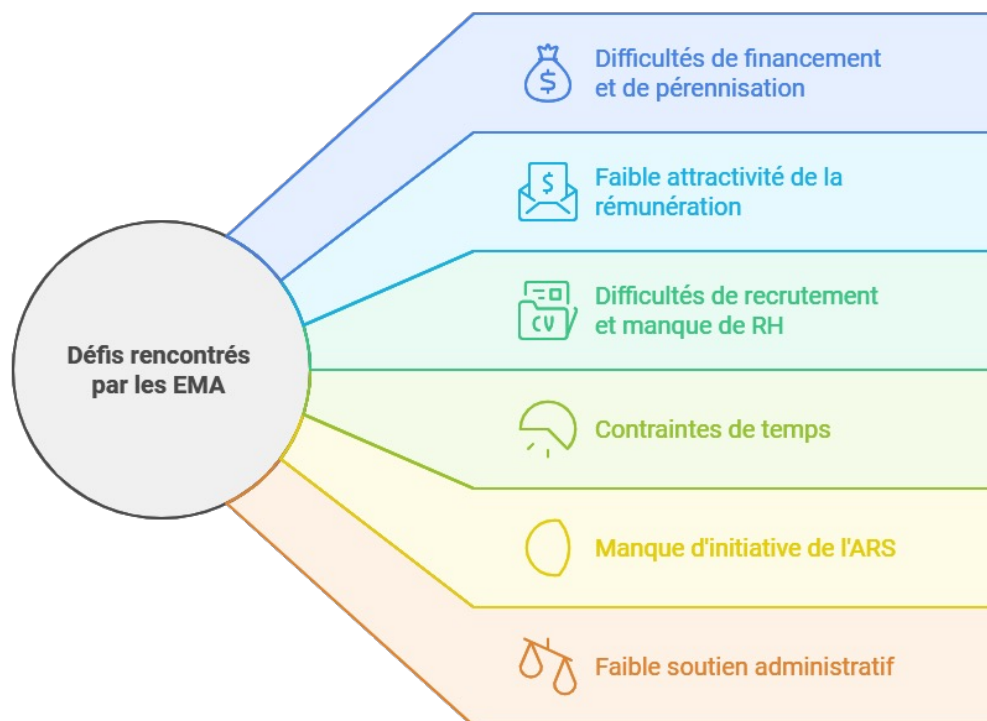 Difficultés de financement
et de pérennisation
Faible attractivité de la
rémunération
Difficultés de recrutement
et manque de RH
CV
Défis rencontrés
par les EMA
Contraintes de temps
Manque d'initiative de l'ARS
Faible soutien administratif